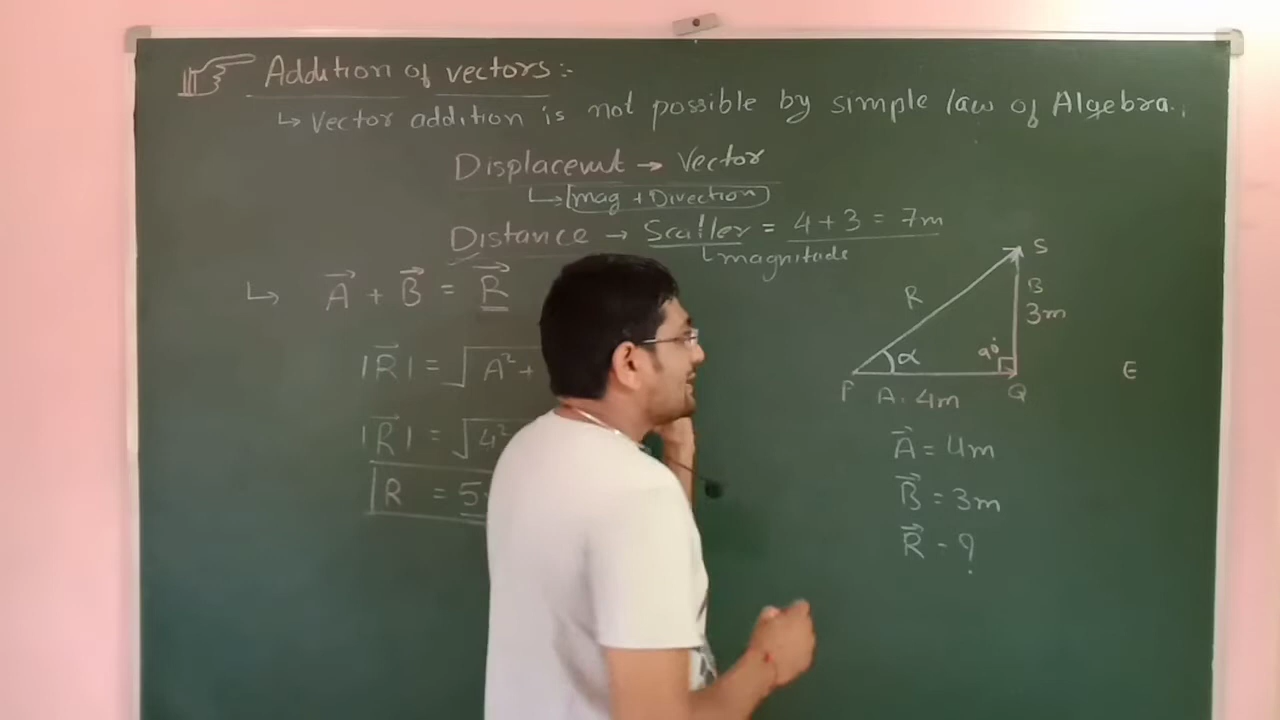 Addition of vectors :-
↳ Vector addition is not possible by simple law of Algebra.
Displacemt → Vector
↳ (mag + Direction)
Distance → Scaller = 4 + 3 = 7m
↳ magnitude
↳ A + B = R
|R| = √A² +
|R| = √4²
R = 5
S
R
B
3m
α
90°
P
A. 4m
Q
E
A = 4m
B = 3m
R - ?